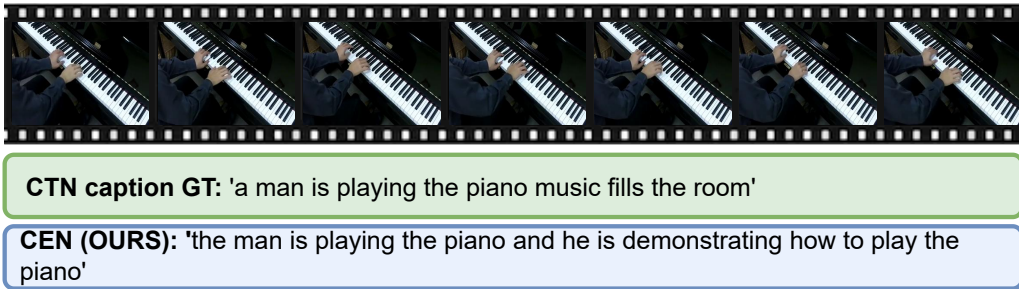 CTN caption GT: 'a man is playing the piano music fills the room'
CEN (OURS): 'the man is playing the piano and he is demonstrating how to play the
piano'